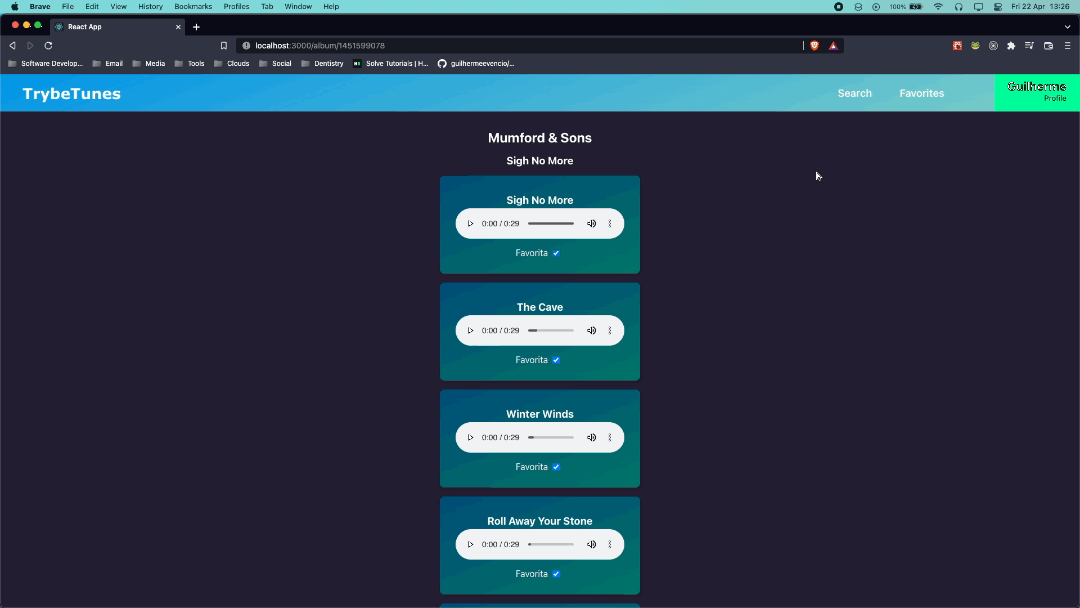 Brave File Edit View History Bookmarks Profiles Tab Window Help 100% Fri 22 Apr 13:26
React App
localhost:3000/album/1451599078
Software Develop... Email Media Tools Clouds Social Dentistry Solve Tutorials | H... guilhermeevencio/...
TrybeTunes Search Favorites Guilherme
Profile
Mumford & Sons
Sigh No More
Sigh No More
0:00 / 0:29
Favorita
The Cave
0:00 / 0:29
Favorita
Winter Winds
0:00 / 0:29
Favorita
Roll Away Your Stone
0:00 / 0:29
Favorita